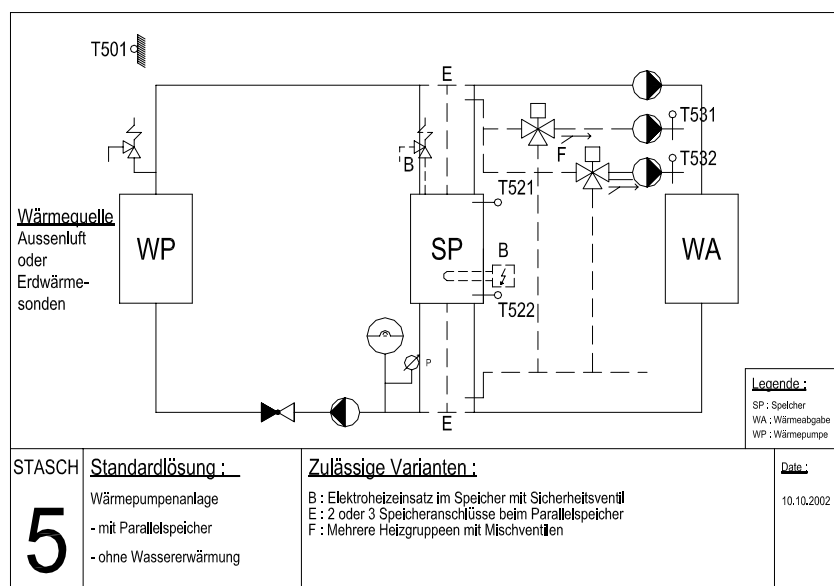 T501
E
T531
F
T532
B
T521
Wärmequelle
Aussenluft
oder
Erdwärme-
sonden
WP
SP
B
WA
T522
P
E
Legende :
SP : Speicher
WA : Wärmeabgabe
WP : Wärmepumpe
STASCH
5
Standardlösung :
Wärmepumpenanlage
- mit Parallelspeicher
- ohne Wassererwärmung
Zulässige Varianten :
B : Elektroheizeinsatz im Speicher mit Sicherheitsventil
E : 2 oder 3 Speicheranschlüsse beim Parallelspeicher
F : Mehrere Heizgruppeen mit Mischventilen
Date :
10.10.2002